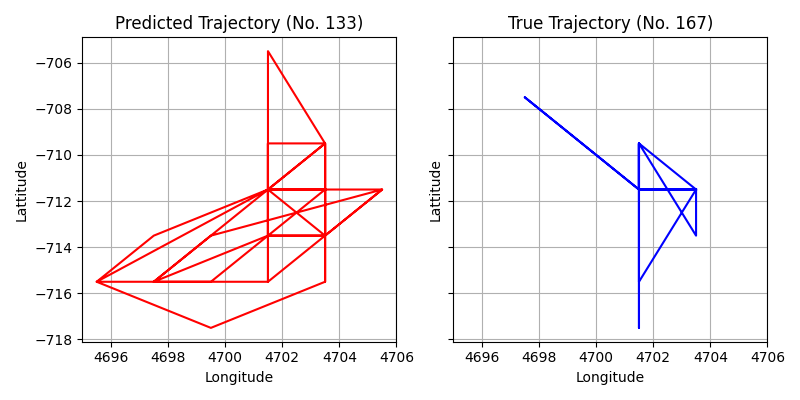 Predicted Trajectory (No. 133)
True Trajectory (No. 167)
−706
−708
−710
−712
−714
−716
−718
Lattitude
Lattitude
4696 4698 4700 4702 4704 4706
4696 4698 4700 4702 4704 4706
Longitude
Longitude